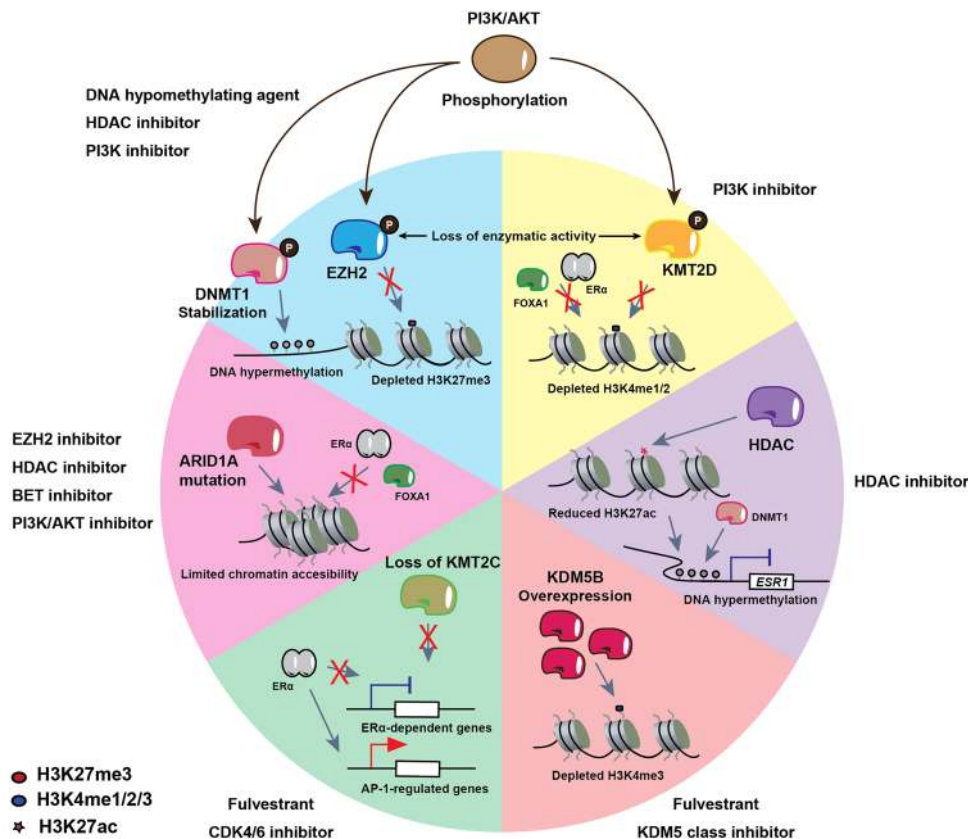 PI3K/AKT
Phosphorylation
DNA hypomethylating agent
HDAC inhibitor
PI3K inhibitor
PI3K inhibitor
P
P
P
Loss of enzymatic activity
EZH2
KMT2D
DNMT1
Stabilization
FOXA1
ERα
DNA hypermethylation
Depleted H3K27me3
Depleted H3K4me1/2
EZH2 inhibitor
HDAC inhibitor
BET inhibitor
PI3K/AKT inhibitor
ARID1A
mutation
ERα
FOXA1
Limited chromatin accesibility
HDAC
Reduced H3K27ac
DNMT1
ESR1
DNA hypermethylation
HDAC inhibitor
Loss of KMT2C
ERα
ERα-dependent genes
AP-1-regulated genes
KDM5B
Overexpression
Depleted H3K4me3
H3K27me3
H3K4me1/2/3
H3K27ac
Fulvestrant
CDK4/6 inhibitor
Fulvestrant
KDM5 class inhibitor